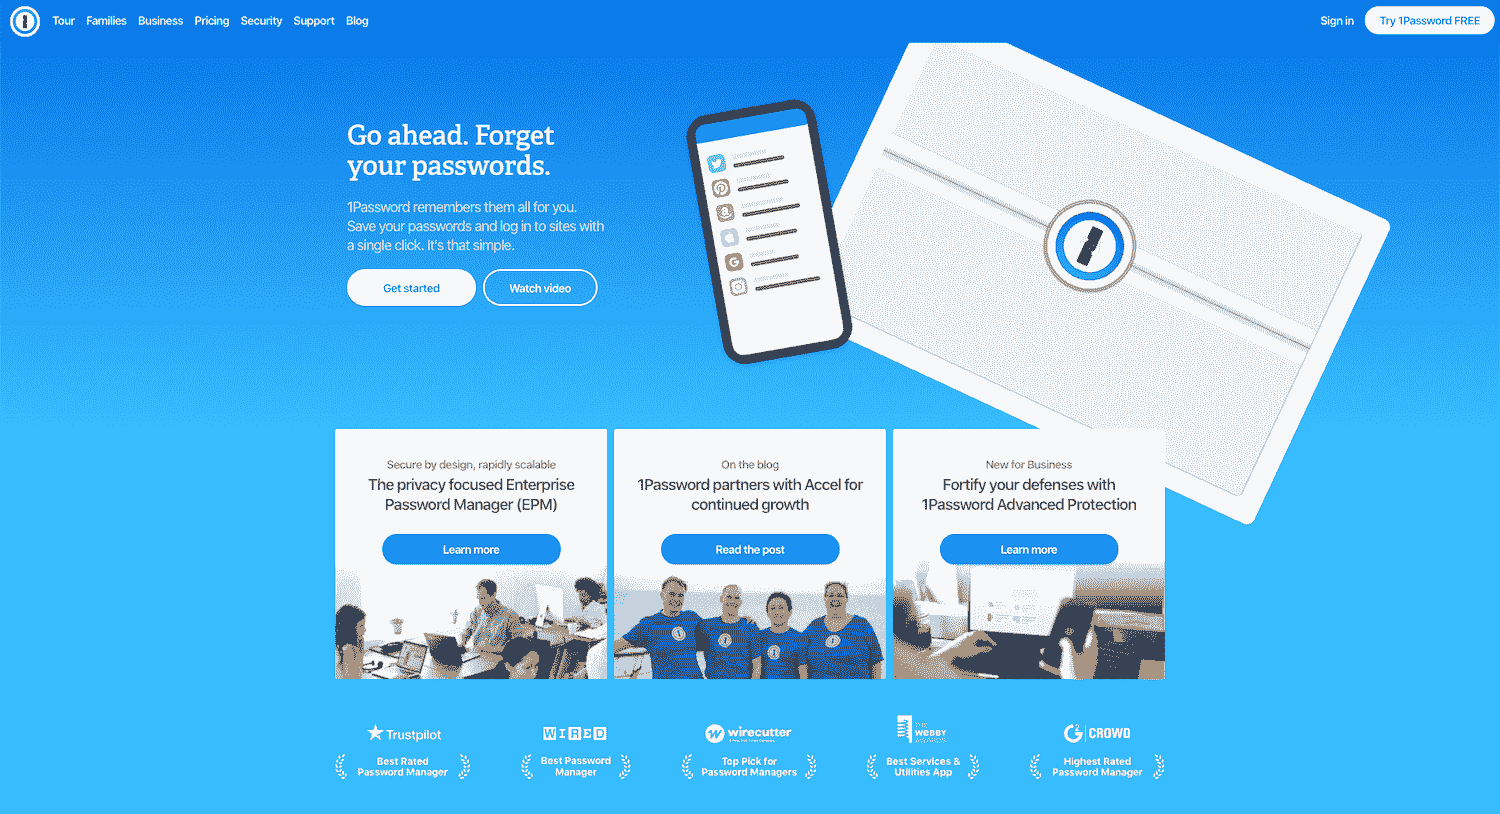 Tour Families Business Pricing Security Support Blog
Sign in Try 1Password FREE
Go ahead. Forget
your passwords.
1Password remembers them all for you.
Save your passwords and log in to sites with
a single click. It's that simple.
Get started Watch video
Secure by design, rapidly scalable
The privacy focused Enterprise
Password Manager (EPM)
Learn more
On the blog
1Password partners with Accel for
continued growth
Read the post
New for Business
Fortify your defenses with
1Password Advanced Protection
Learn more
Trustpilot
Best Rated
Password Manager
WIRED
Best Password
Manager
wirecutter
Top Pick for
Password Managers
THE
WEBBY
AWARDS
Best Services &
Utilities App
CROWD
Highest Rated
Password Manager